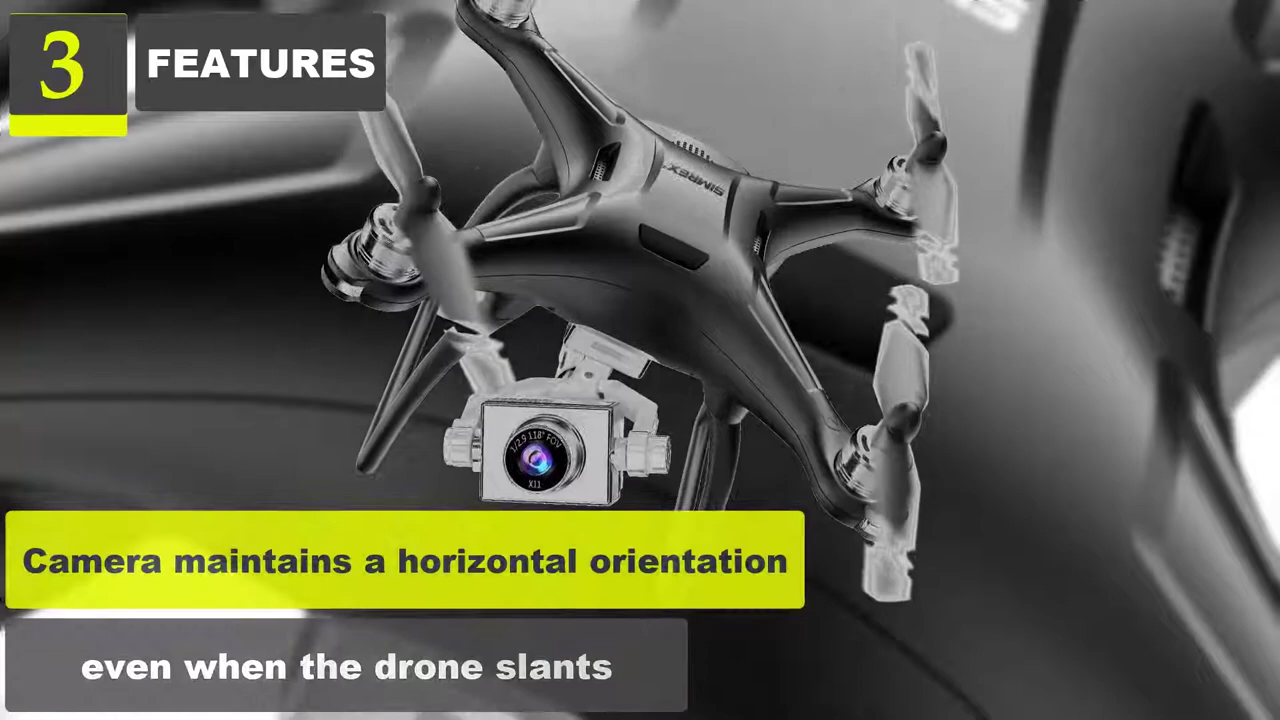 3
FEATURES
SIMREX
1/2.9 118° FOV
X11
Camera maintains a horizontal orientation
even when the drone slants